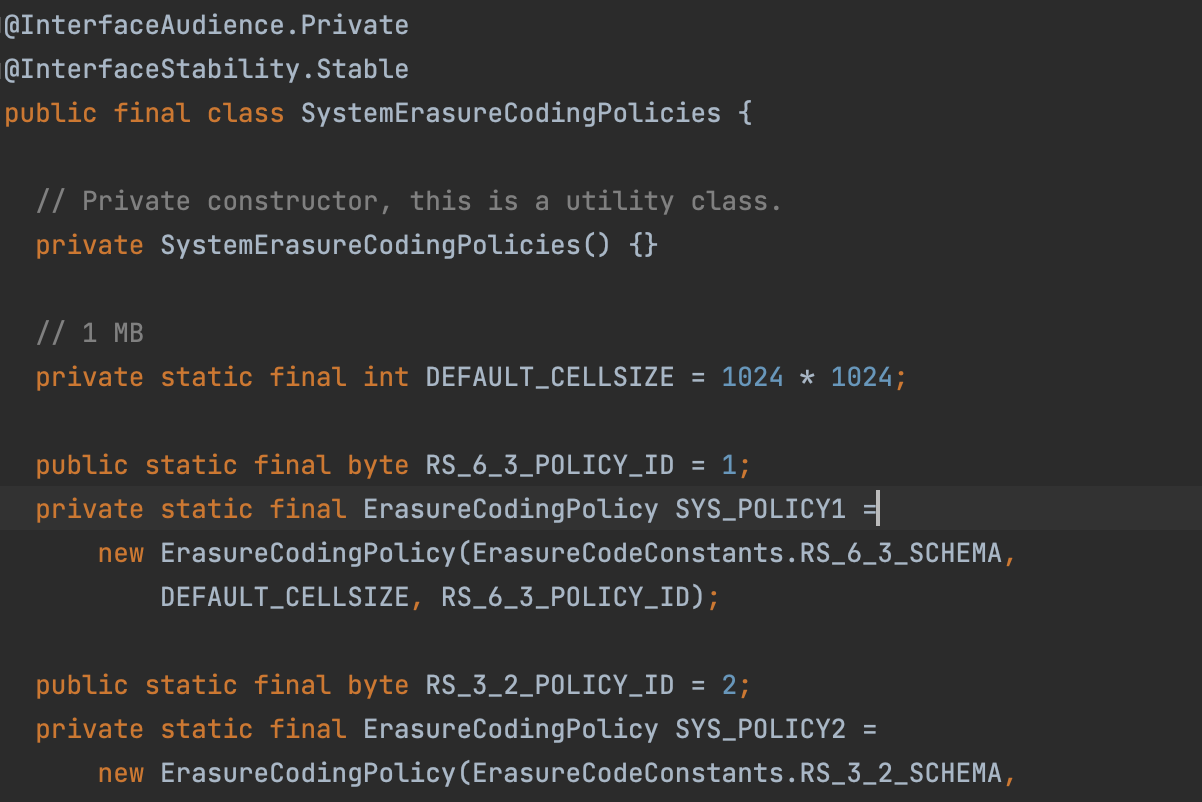 @InterfaceAudience.Private
@InterfaceStability.Stable
public final class SystemErasureCodingPolicies {
// Private constructor, this is a utility class.
private SystemErasureCodingPolicies() {}
// 1 MB
private static final int DEFAULT_CELLSIZE = 1024 * 1024;
public static final byte RS_6_3_POLICY_ID = 1;
private static final ErasureCodingPolicy SYS_POLICY1 =
new ErasureCodingPolicy(ErasureCodeConstants.RS_6_3_SCHEMA,
DEFAULT_CELLSIZE, RS_6_3_POLICY_ID);
public static final byte RS_3_2_POLICY_ID = 2;
private static final ErasureCodingPolicy SYS_POLICY2 =
new ErasureCodingPolicy(ErasureCodeConstants.RS_3_2_SCHEMA,